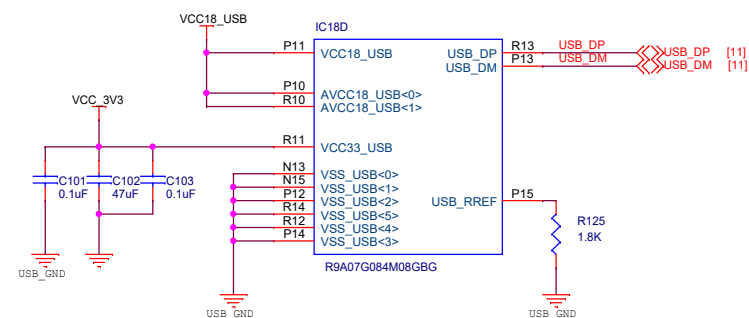 VCC18_USB
IC18D
P11 VCC18_USB USB_DP R13 USB_DP USB_DP [11]
USB_DM P13 USB_DM USB_DM [11]
P10 AVCC18_USB<0>
R10 AVCC18_USB<1>
VCC_3V3
R11 VCC33_USB
N13 VSS_USB<0>
N15 VSS_USB<1>
P12 VSS_USB<2> USB_RREF P15
R14 VSS_USB<5>
R12 VSS_USB<4>
P14 VSS_USB<3>
C101 C102 C103
0.1uF 47uF 0.1uF
R125
1.8K
R9A07G084M08GBG
USB_GND
USB_GND
USB_GND